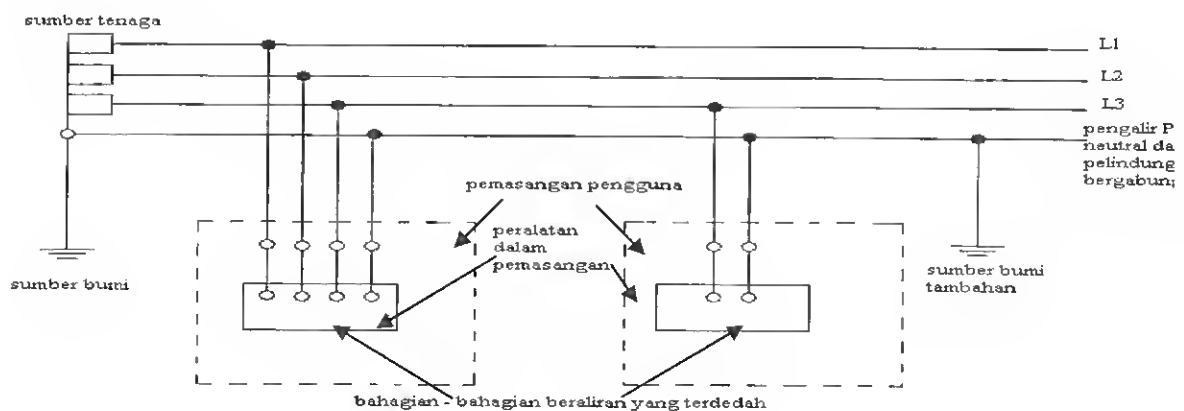 sumber tenaga
L1
L2
L3
pengalir P
neutral da
pelindung
bergabun
pemasangan pengguna
peralatan
dalam
pemasangan
sumber bumi
sumber bumi
tambahan
bahagian - bahagian beraliran yang terdedah